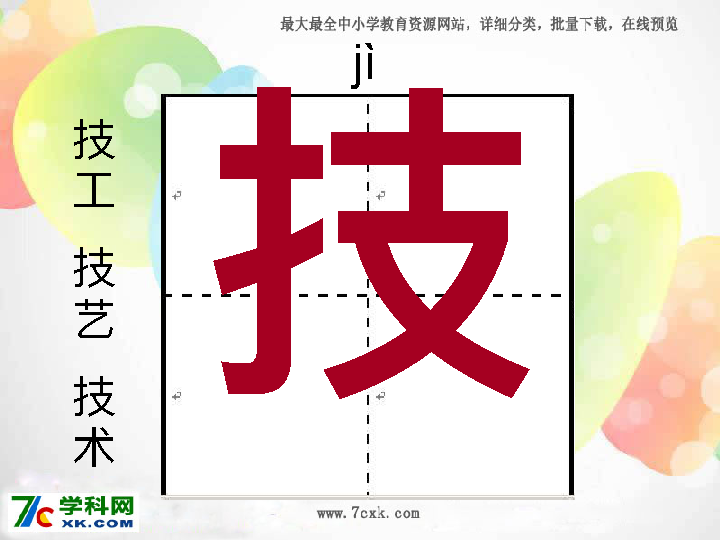 最大最全中小学教育资源网站，详细分类，批量下载，在线预览
jì
技
技工
技艺
技术
7C 学科网
XK.COM
www.7cxk.com